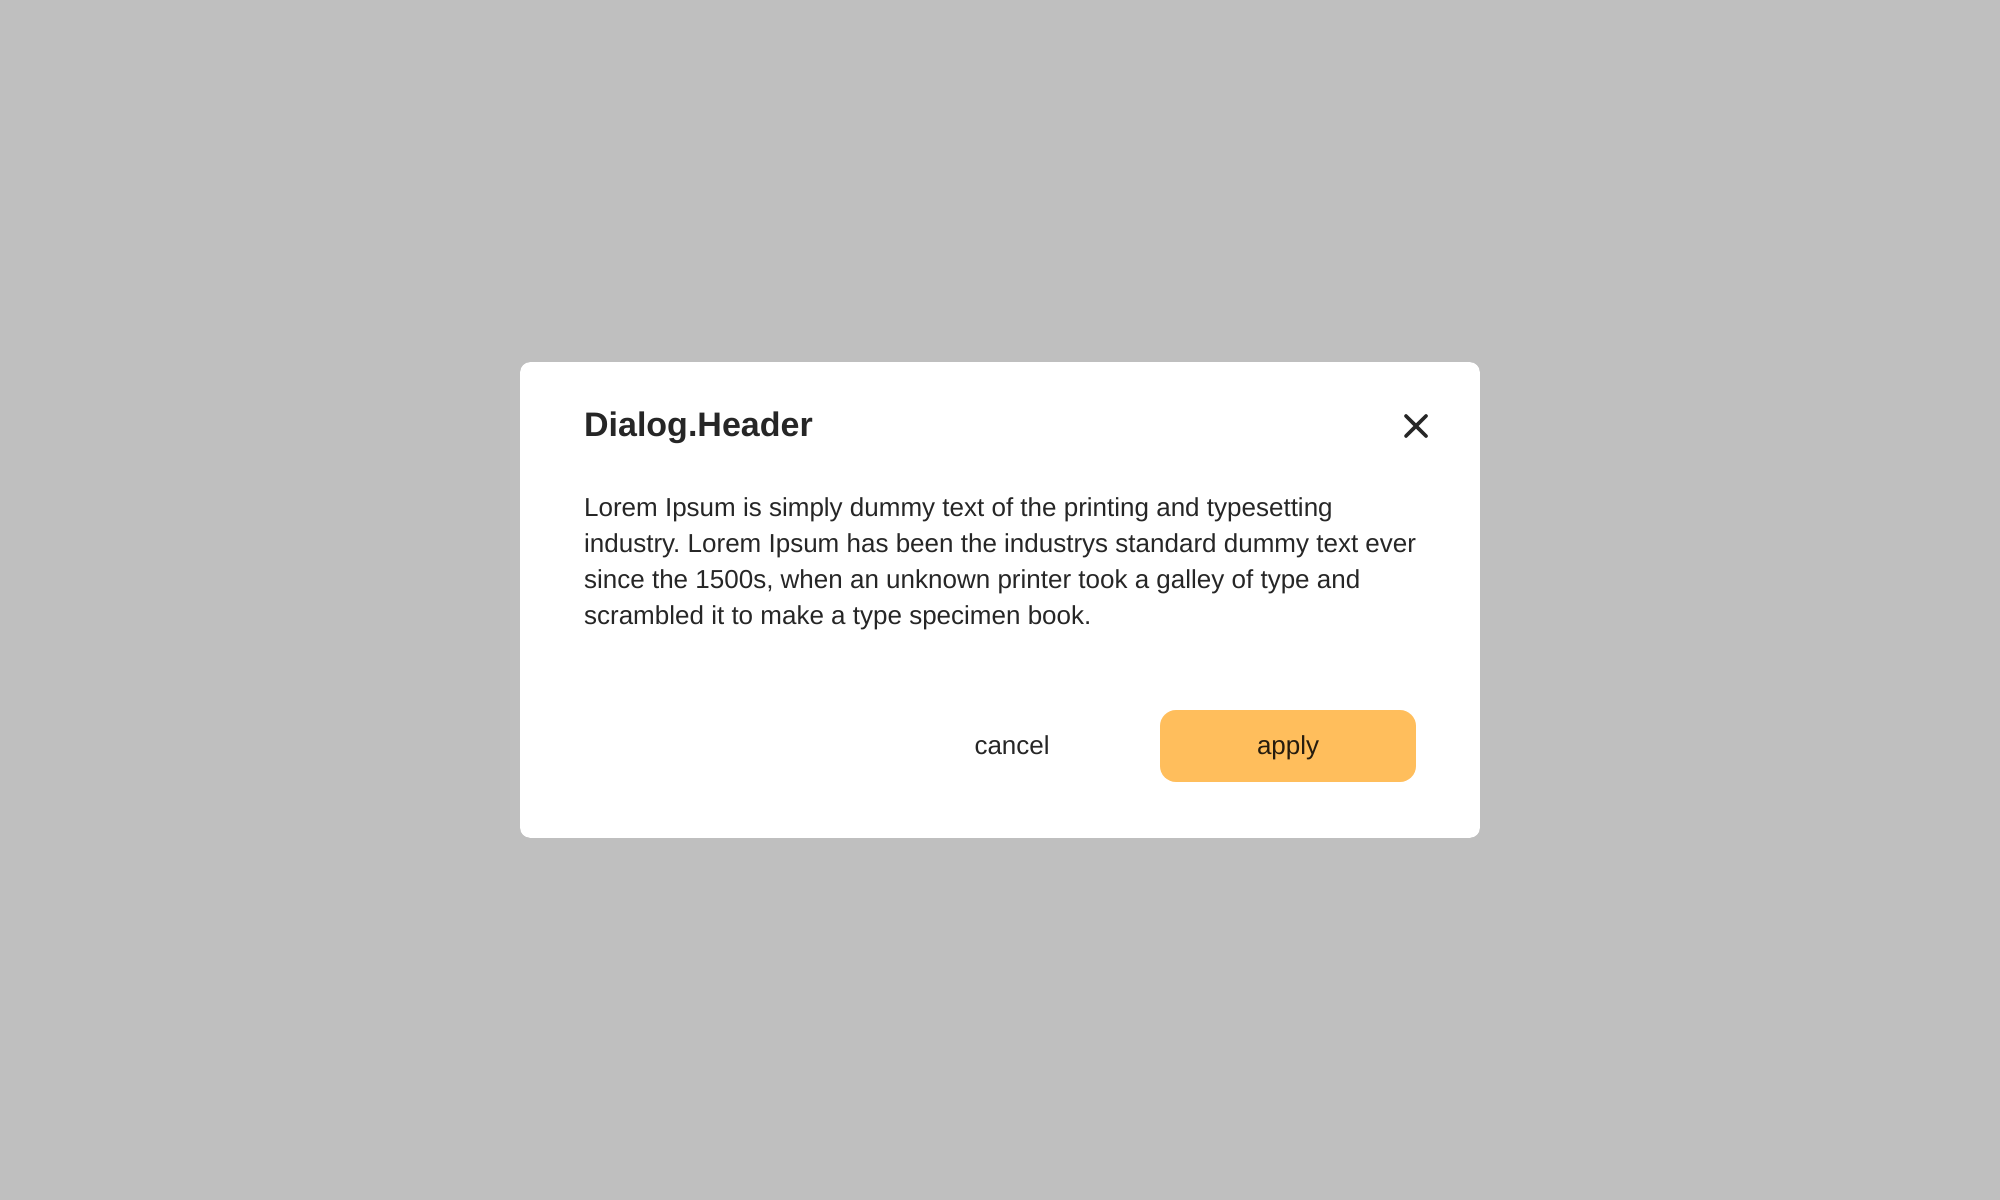 Dialog.Header
Lorem Ipsum is simply dummy text of the printing and typesetting
industry. Lorem Ipsum has been the industrys standard dummy text ever
since the 1500s, when an unknown printer took a galley of type and
scrambled it to make a type specimen book.
cancel
apply